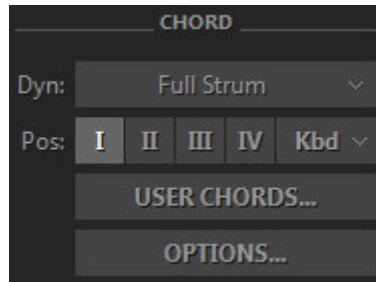 CHORD
Dyn: Full Strum
Pos: I II III IV Kbd
USER CHORDS...
OPTIONS...